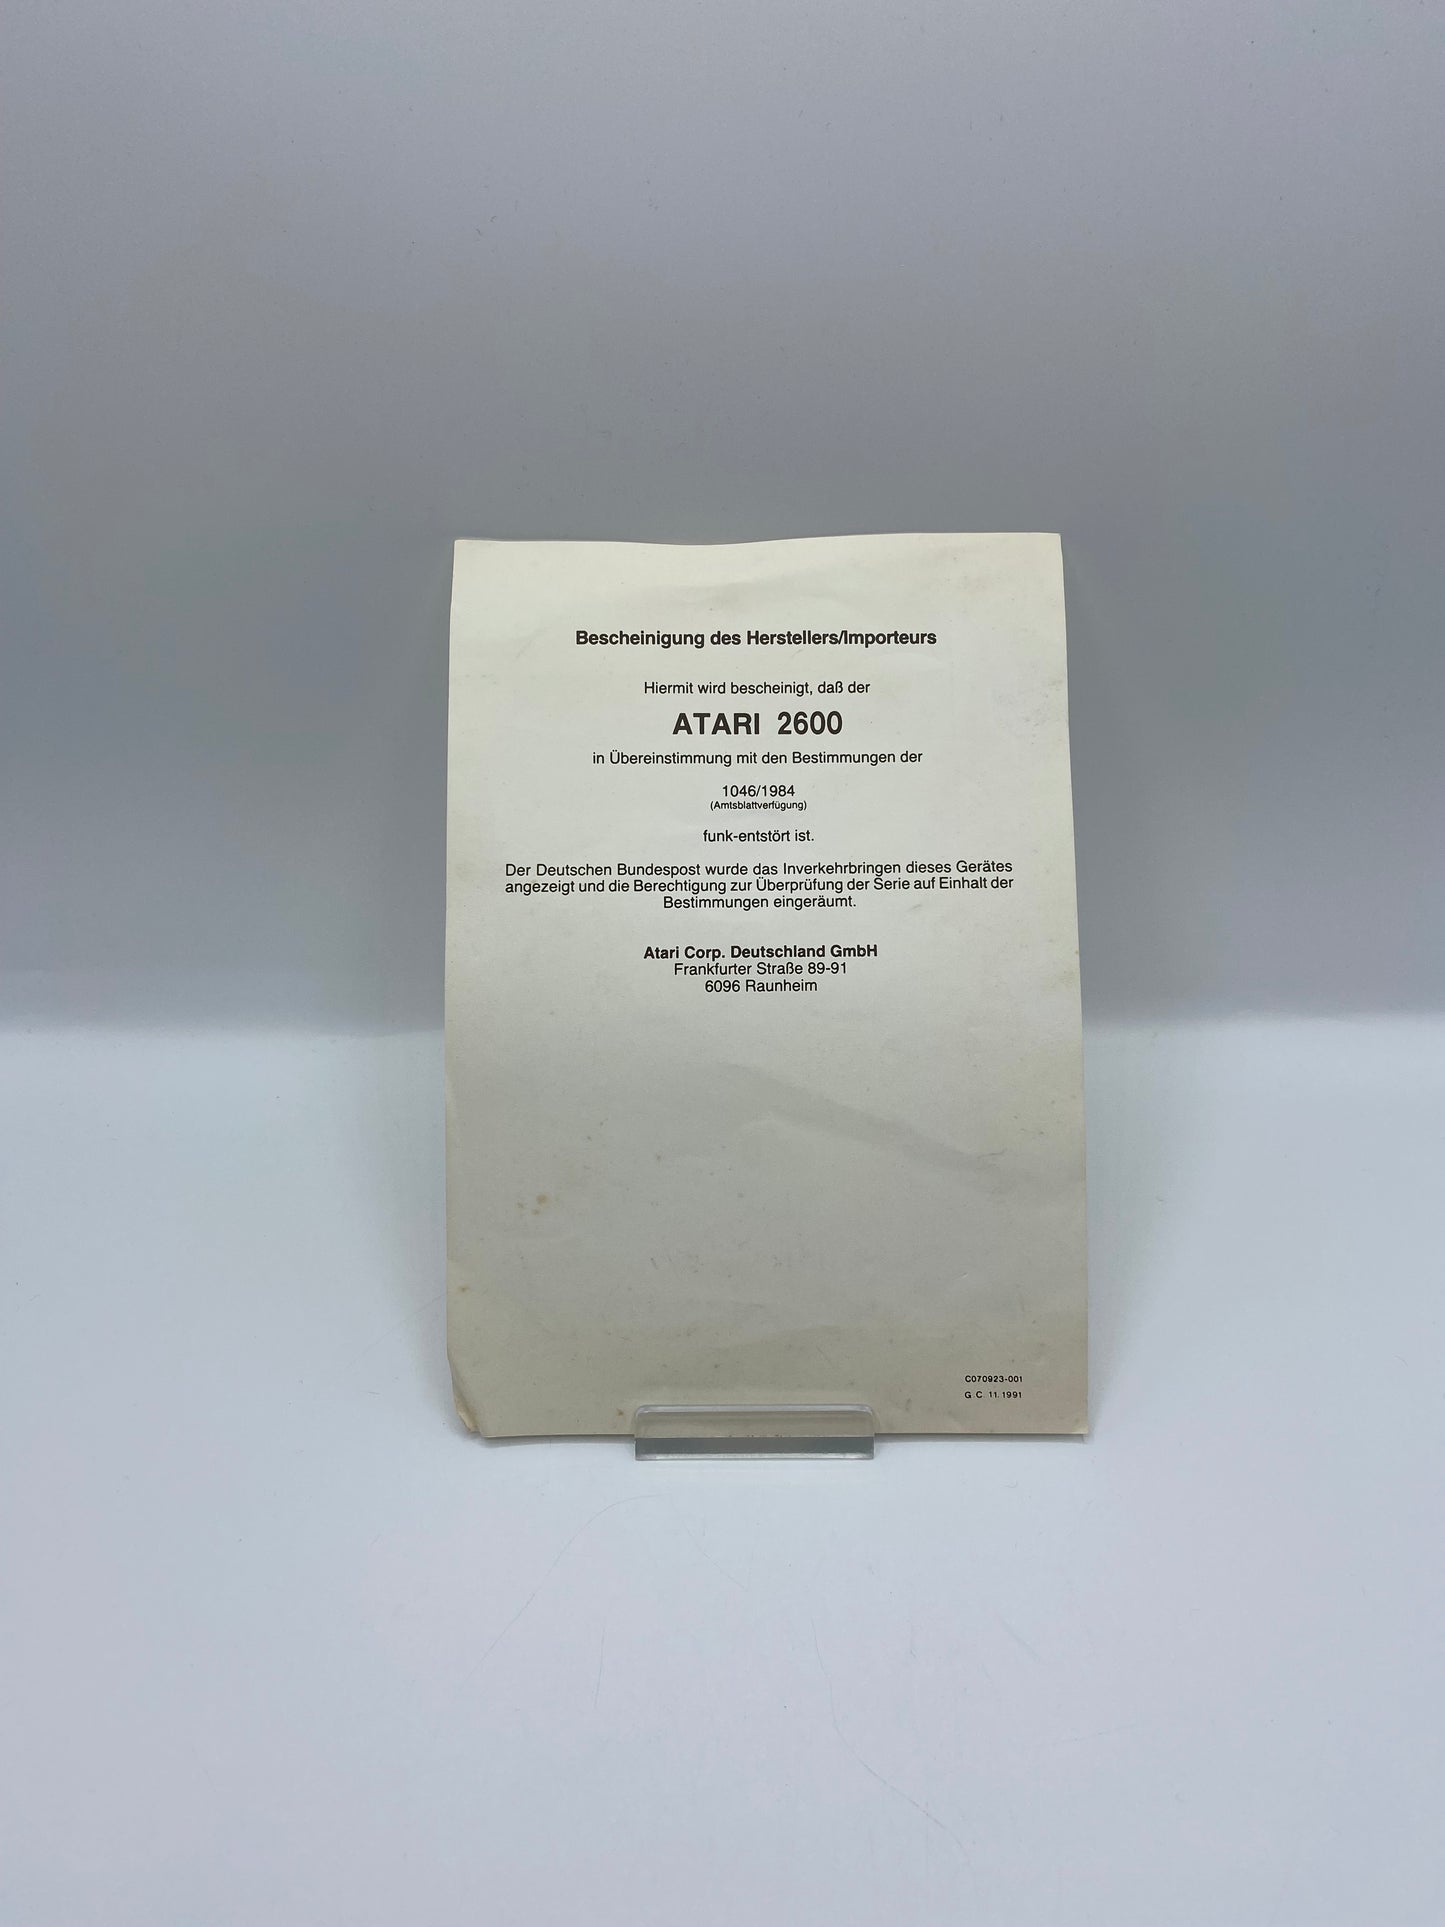 Bescheinigung des Herstellers/Importeurs
Hiermit wird bescheinigt, daß der
ATARI 2600
in Übereinstimmung mit den Bestimmungen der
1046/1984
(Amtsblattverfügung)
funk-entstört ist.
Der Deutschen Bundespost wurde das Inverkehrbringen dieses Gerätes
angezeigt und die Berechtigung zur Überprüfung der Serie auf Einhalt der
Bestimmungen eingeräumt.
Atari Corp. Deutschland GmbH
Frankfurter Straße 89-91
6096 Raunheim
C070923-001
G.C. 11.1991